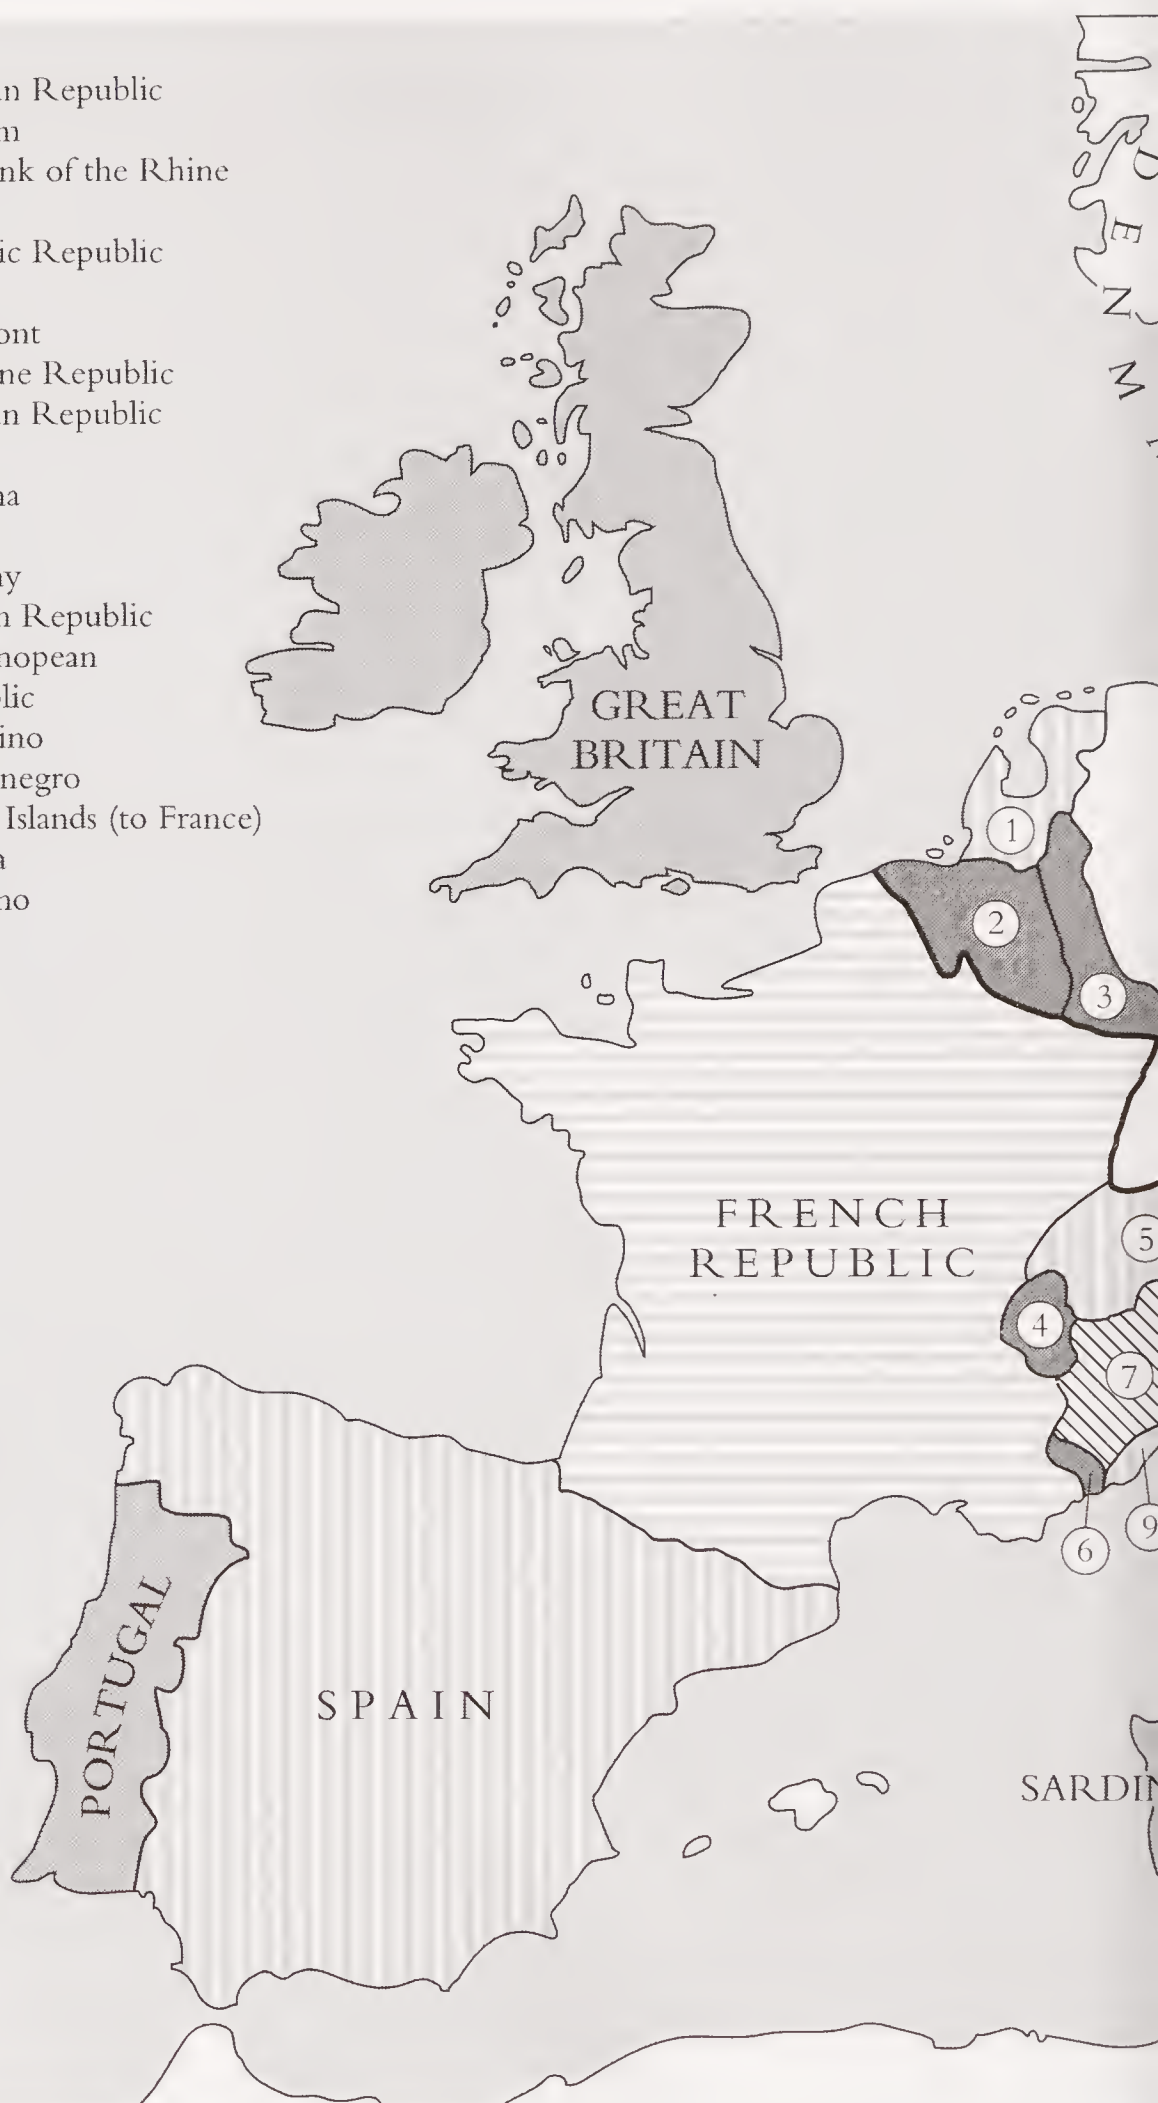 n Republic
m
nk of the Rhine
ic Republic
ont
ne Republic
n Republic
na
ny
n Republic
nopean
lic
ino
negro
Islands (to France)
a
no
D
E
N
M
GREAT
BRITAIN
1
2
3
FRENCH
REPUBLIC
5
4
7
6
9
PORTUGAL
SPAIN
SARDIN